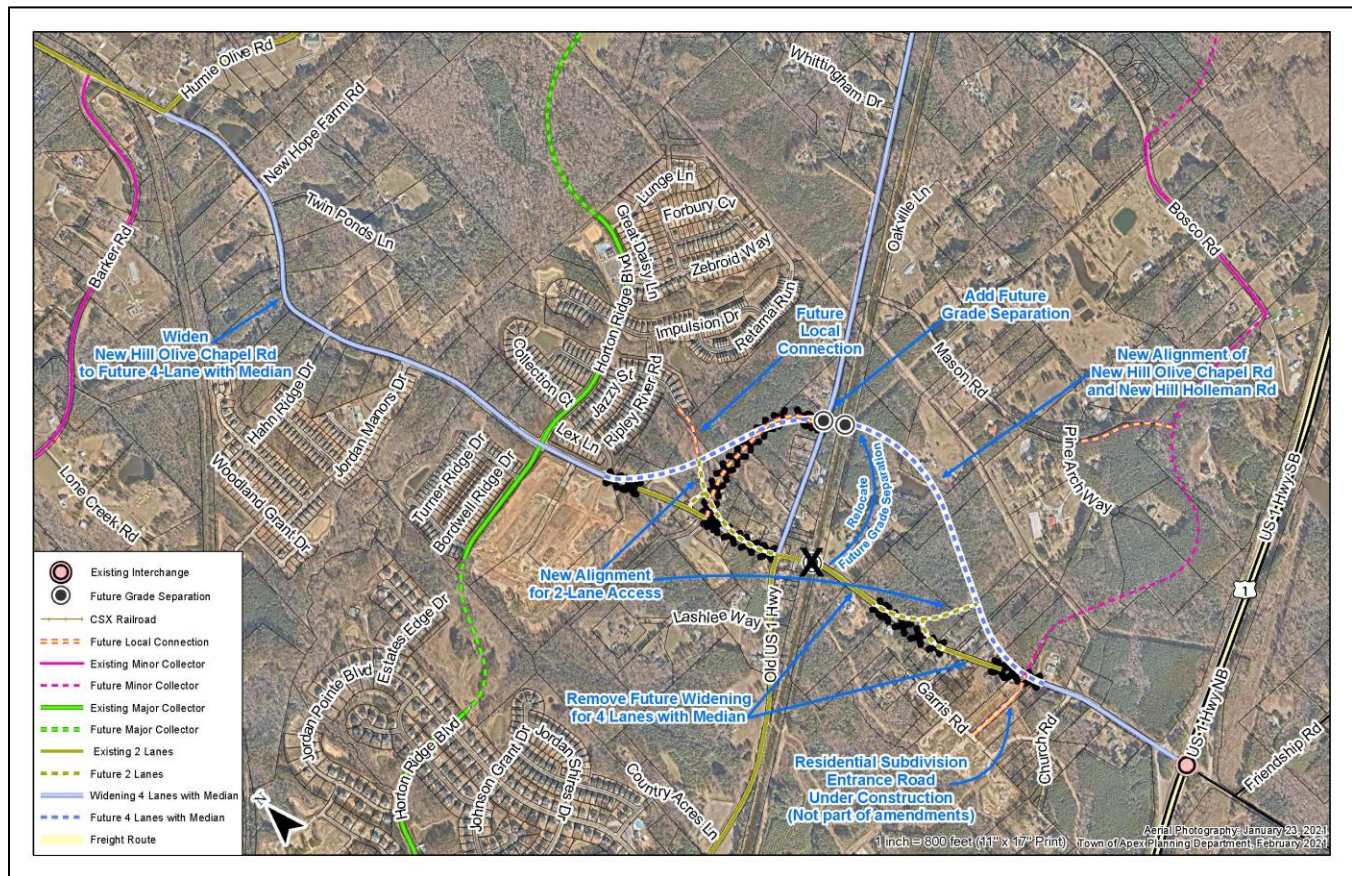 Humie Olive Rd
New Hope Farm Rd
Twin Ponds Ln
Barker Rd
Whittingham Dr
Lunge Ln
Forbury Cv
Great Daisy Ln
Zebroid Way
Horton Ridge Blvd
Impulsion Dr
Retama Run
Oakville Ln
Bosco Rd
Widen
New Hill Olive Chapel Rd
to Future 4-Lane with Median
Future
Local
Connection
Add Future
Grade Separation
New Alignment of
New Hill Olive Chapel Rd
and New Hill Holleman Rd
Mason Rd
Pine Arch Way
Collection Ct
Jazzy St
Ripley River Rd
Lex Ln
Hahn Ridge Dr
Jordan Manors Dr
Woodland Grant Dr
Lone Creek Rd
Turner Ridge Dr
Bordwell Ridge Dr
Relocate
Future Grade Separation
X
New Alignment
for 2-Lane Access
Lashlee Way
Old US 1 Hwy
US 1 Hwy SB
1
US 1 Hwy NB
Estates Edge Dr
Jordan Pointe Blvd
Horton Ridge Blvd
Johnson Grant Dr
Jordan Shires Dr
Country Acres Ln
Remove Future Widening
for 4 Lanes with Median
Garris Rd
Church Rd
Friendship Rd
Residential Subdivision
Entrance Road
Under Construction
(Not part of amendments)
Existing Interchange
Future Grade Separation
CSX Railroad
Future Local Connection
Existing Minor Collector
Future Minor Collector
Existing Major Collector
Future Major Collector
Existing 2 Lanes
Future 2 Lanes
Widening 4 Lanes with Median
Future 4 Lanes with Median
Freight Route
N
Aerial Photography: January 23, 2021
1 inch = 800 feet (11" x 17" Print)
Town of Apex Planning Department, February 2021